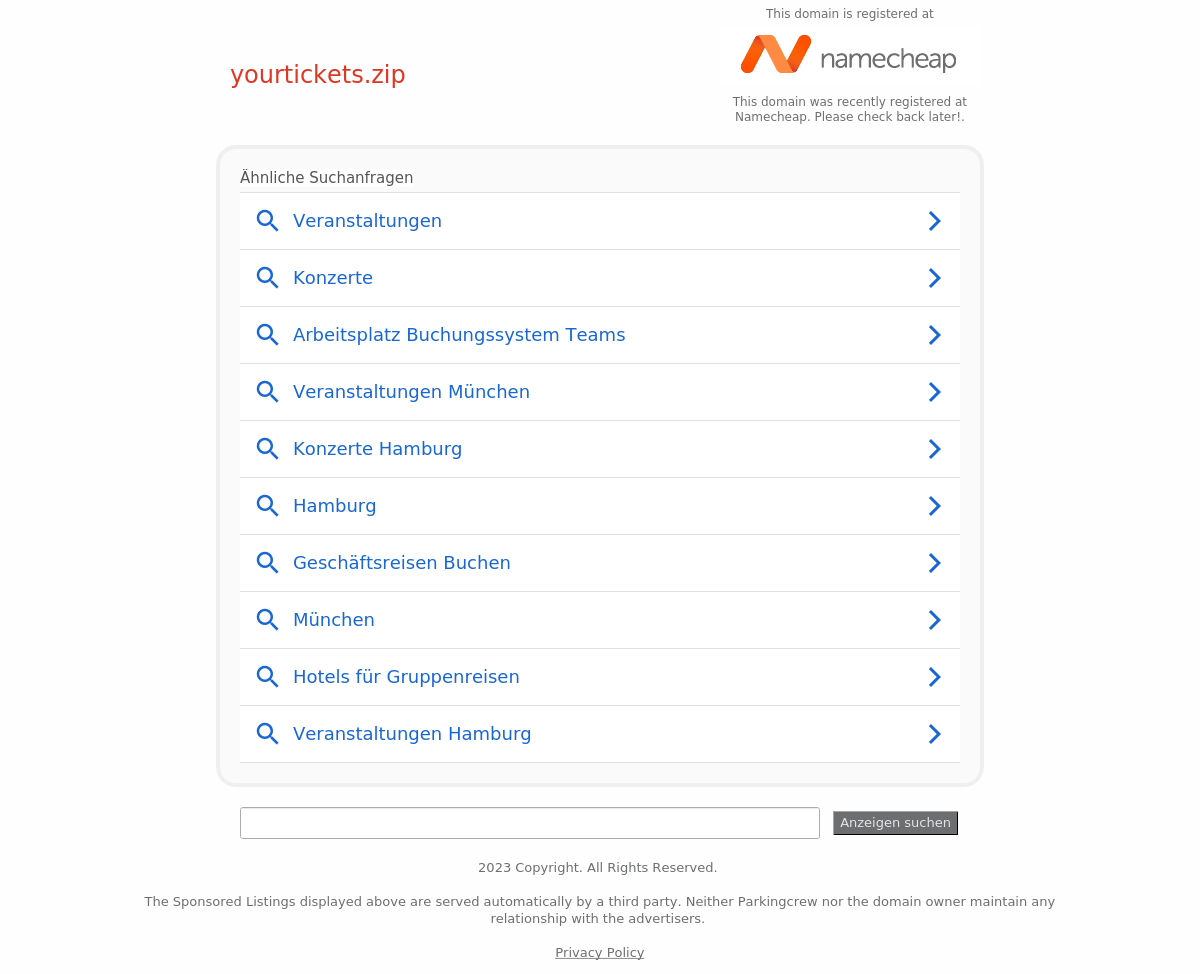 This domain is registered at
namecheap
yourtickets.zip
This domain was recently registered at
Namecheap. Please check back later!.
Ähnliche Suchanfragen
Veranstaltungen
Konzerte
Arbeitsplatz Buchungssystem Teams
Veranstaltungen München
Konzerte Hamburg
Hamburg
Geschäftsreisen Buchen
München
Hotels für Gruppenreisen
Veranstaltungen Hamburg
Anzeigen suchen
2023 Copyright. All Rights Reserved.
The Sponsored Listings displayed above are served automatically by a third party. Neither Parkingcrew nor the domain owner maintain any
relationship with the advertisers.
Privacy Policy